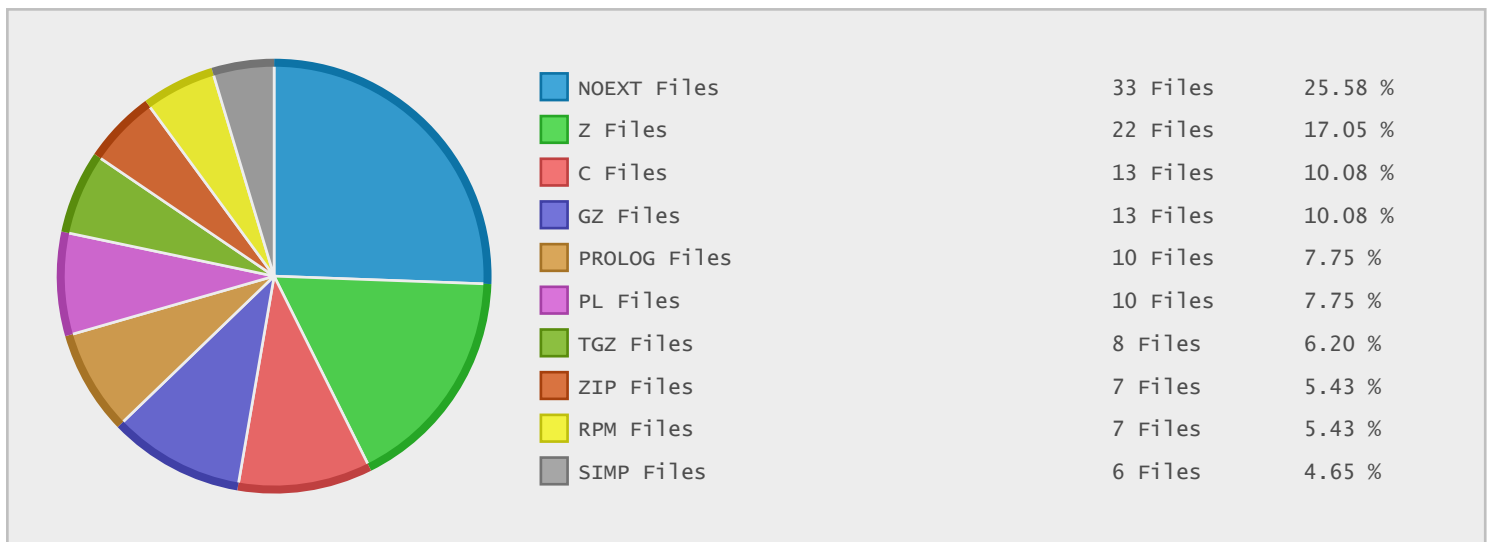 NOEXT Files 33 Files 25.58 %
Z Files 22 Files 17.05 %
C Files 13 Files 10.08 %
GZ Files 13 Files 10.08 %
PROLOG Files 10 Files 7.75 %
PL Files 10 Files 7.75 %
TGZ Files 8 Files 6.20 %
ZIP Files 7 Files 5.43 %
RPM Files 7 Files 5.43 %
SIMP Files 6 Files 4.65 %